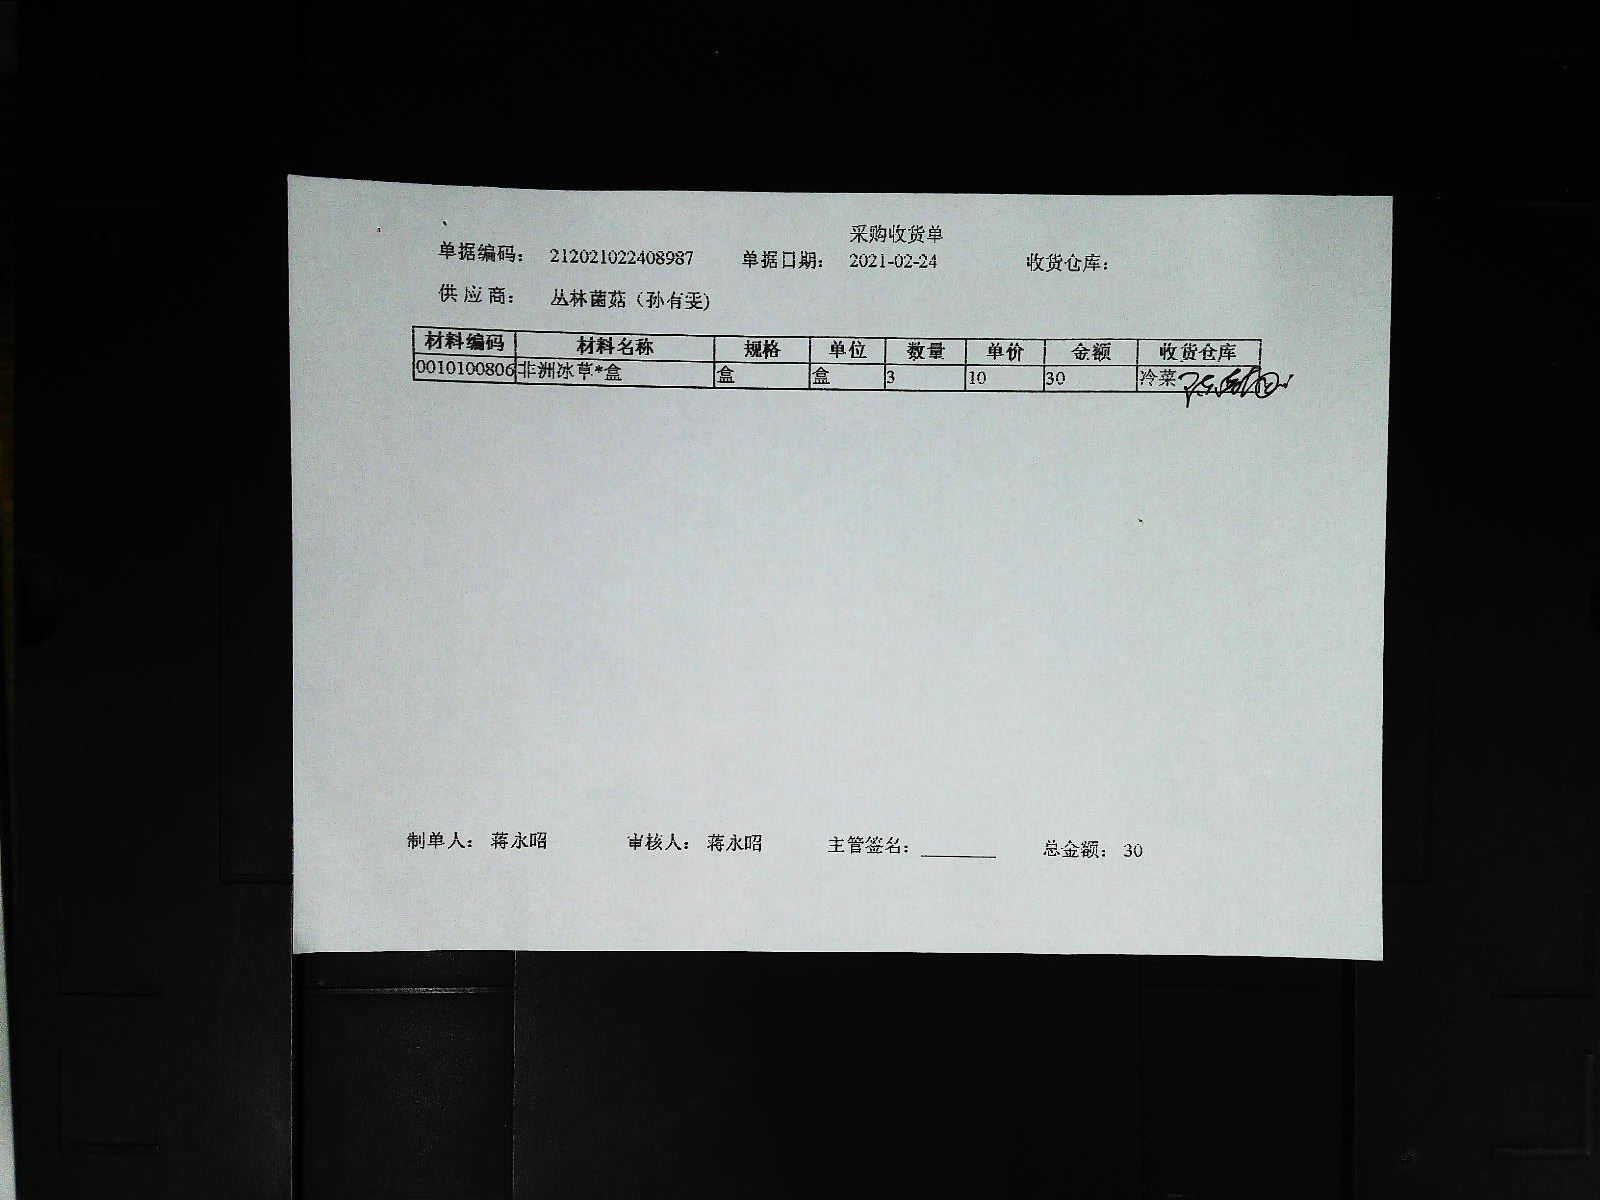 采购收货单
单据编码： 212021022408987 单据日期： 2021-02-24 收货仓库：
供 应 商： 丛林菌菇（孙有雯)
材料编码 材料名称 规格 单位 数量 单价 金额 收货仓库
0010100806 非洲冰草*盒 盒 盒 3 10 30 冷菜
制单人： 蒋永昭 审核人： 蒋永昭 主管签名： 总金额： 30